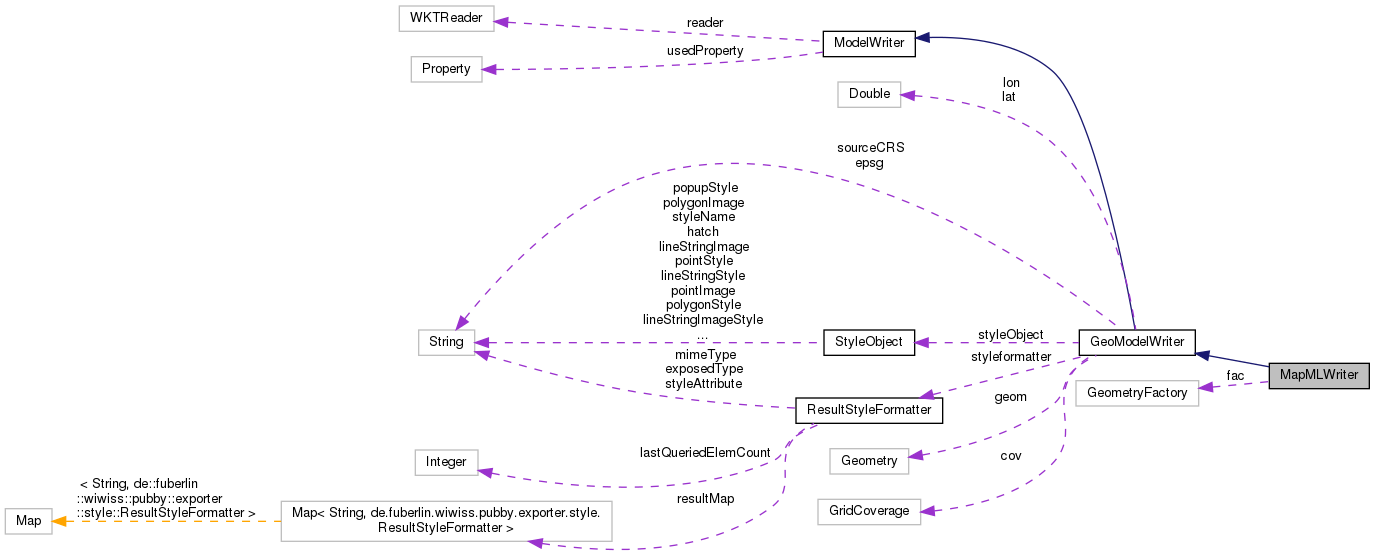 WKTReader
reader
ModelWriter
usedProperty
Property
lon
lat
Double
sourceCRS
epsg
popupStyle
polygonImage
styleName
hatch
lineStringImage
pointStyle
lineStringStyle
pointImage
polygonStyle
lineStringImageStyle
...
String
StyleObject
styleObject
GeoModelWriter
mimeType
exposedType
styleAttribute
styleformatter
fac
MapMLWriter
GeometryFactory
ResultStyleFormatter
geom
lastQueriedElemCount
Integer
Geometry
cov
< String, de::fuberlin
::wiwiss::pubby::exporter
::style::ResultStyleFormatter >
Map
resultMap
Map< String, de.fuberlin.wiwiss.pubby.exporter.style.
ResultStyleFormatter >
GridCoverage